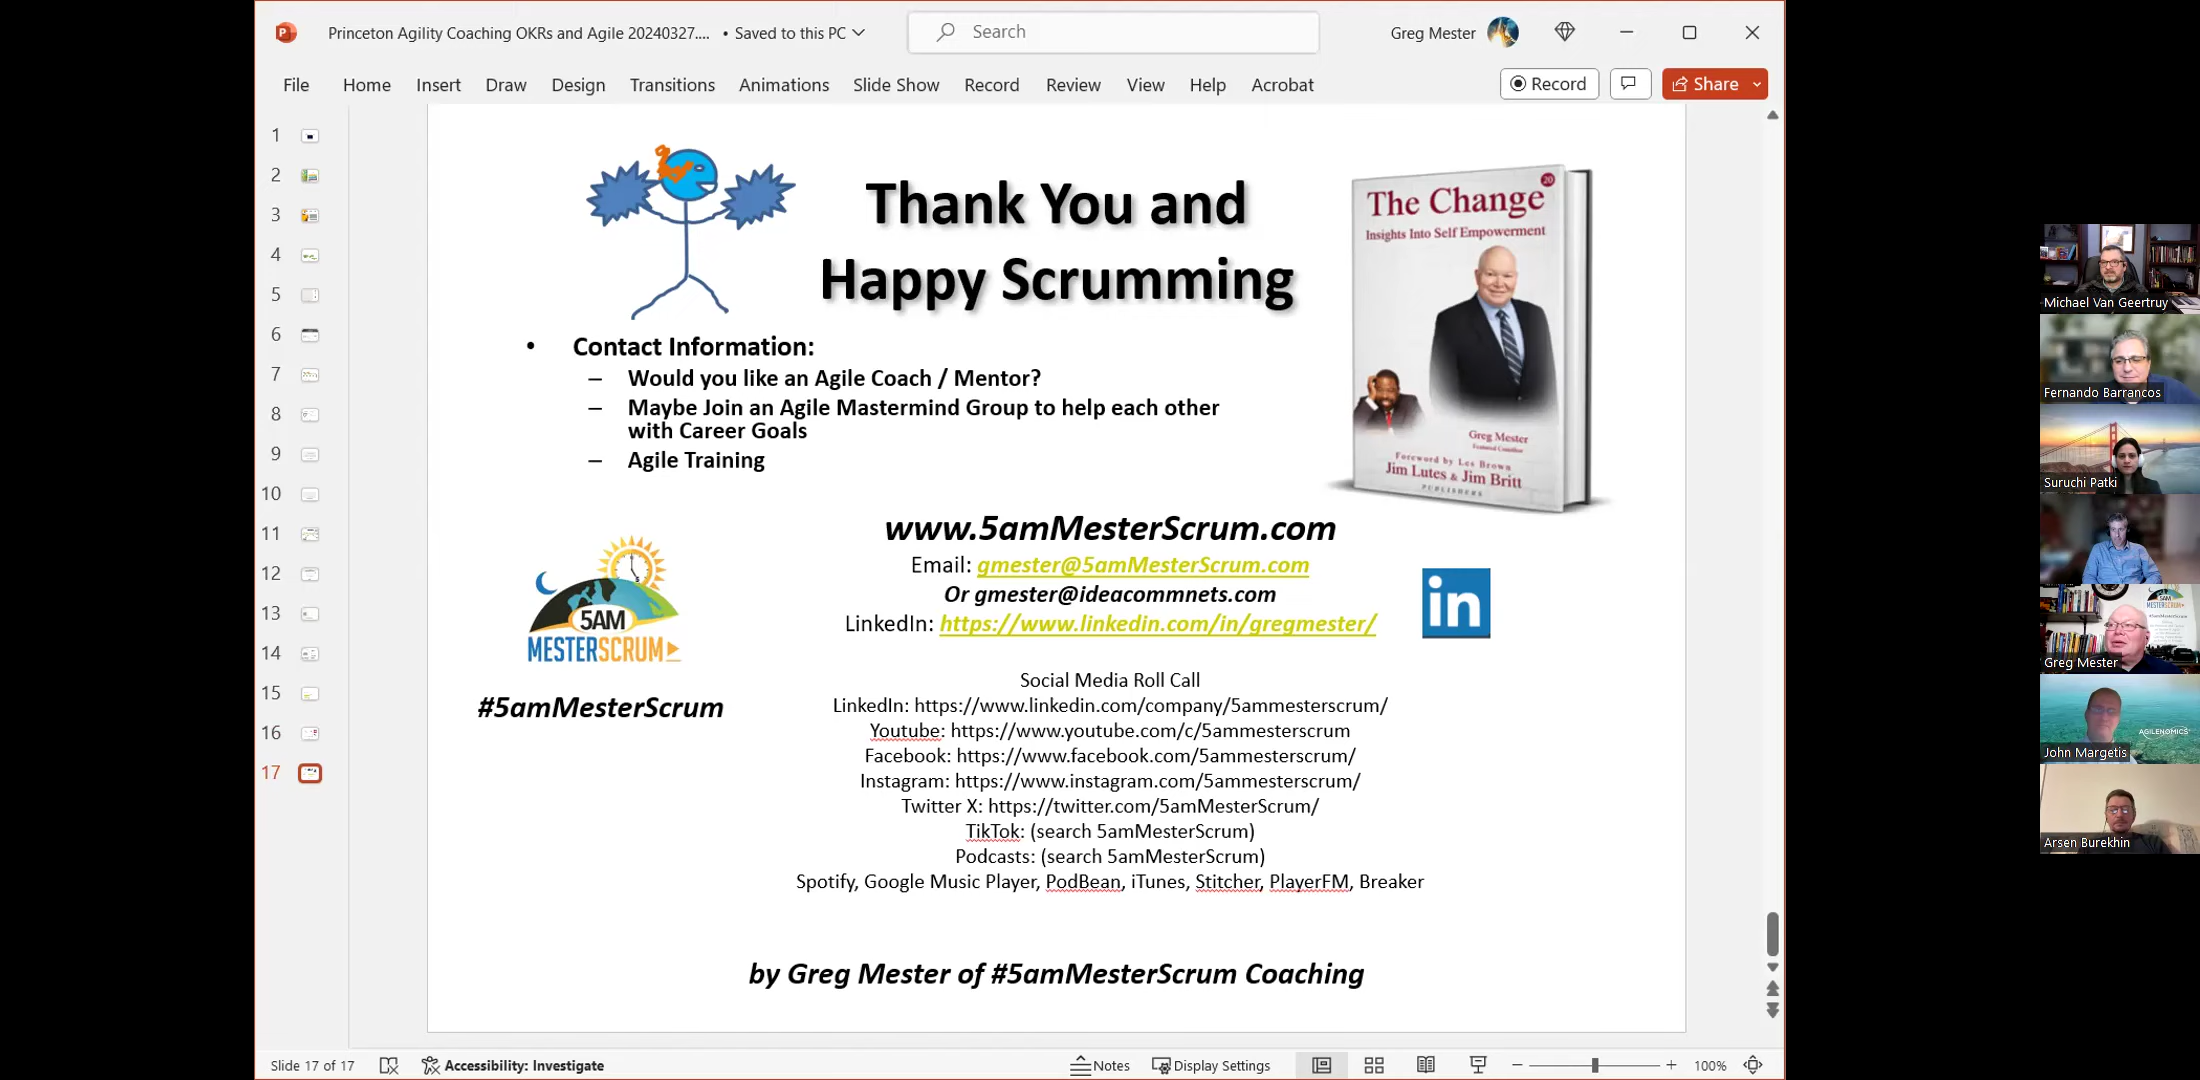 Princeton Agility Coaching OKRs and Agile 20240327.... • Saved to this PC
Search
Greg Mester
File Home Insert Draw Design Transitions Animations Slide Show Record Review View Help Acrobat
Record
Share
1
2
3
4
5
6
7
8
9
10
11
12
13
14
15
16
17
Thank You and
Happy Scrumming
• Contact Information:
– Would you like an Agile Coach / Mentor?
– Maybe Join an Agile Mastermind Group to help each other
with Career Goals
– Agile Training
The Change 20
Insights Into Self Empowerment
Greg Mester
Foreword by Les Brown
Jim Lutes & Jim Britt
PUBLISHERS
www.5amMesterScrum.com
Email: gmester@5amMesterScrum.com
Or gmester@ideacommnets.com
LinkedIn: https://www.linkedin.com/in/gregmester/
in
5AM
MESTERSCRUM
#5amMesterScrum
Social Media Roll Call
LinkedIn: https://www.linkedin.com/company/5ammesterscrum/
Youtube: https://www.youtube.com/c/5ammesterscrum
Facebook: https://www.facebook.com/5ammesterscrum/
Instagram: https://www.instagram.com/5ammesterscrum/
Twitter X: https://twitter.com/5amMesterScrum/
TikTok: (search 5amMesterScrum)
Podcasts: (search 5amMesterScrum)
Spotify, Google Music Player, PodBean, iTunes, Stitcher, PlayerFM, Breaker
by Greg Mester of #5amMesterScrum Coaching
Slide 17 of 17
Accessibility: Investigate
Notes
Display Settings
100%
Michael Van Geertruy
Fernando Barrancos
Suruchi Patki
5AM
MESTERSCRUM
Greg Mester
AGILENOMICS
John Margetis
Arsen Burekhin